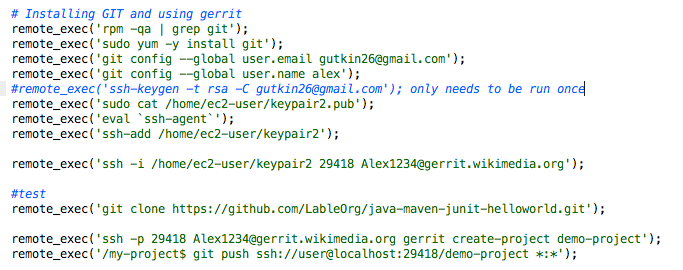 # Installing GIT and using gerrit
remote_exec('rpm -qa | grep git');
remote_exec('sudo yum -y install git');
remote_exec('git config --global user.email gutkin26@gmail.com');
remote_exec('git config --global user.name alex');
#remote_exec('ssh-keygen -t rsa -C gutkin26@gmail.com'); only needs to be run once
remote_exec('sudo cat /home/ec2-user/keypair2.pub');
remote_exec('eval `ssh-agent`');
remote_exec('ssh-add /home/ec2-user/keypair2');
remote_exec('ssh -i /home/ec2-user/keypair2 29418 Alex1234@gerrit.wikimedia.org');
#test
remote_exec('git clone https://github.com/LableOrg/java-maven-junit-helloworld.git');
remote_exec('ssh -p 29418 Alex1234@gerrit.wikimedia.org gerrit create-project demo-project');
remote_exec('/my-project$ git push ssh://user@localhost:29418/demo-project *:*');